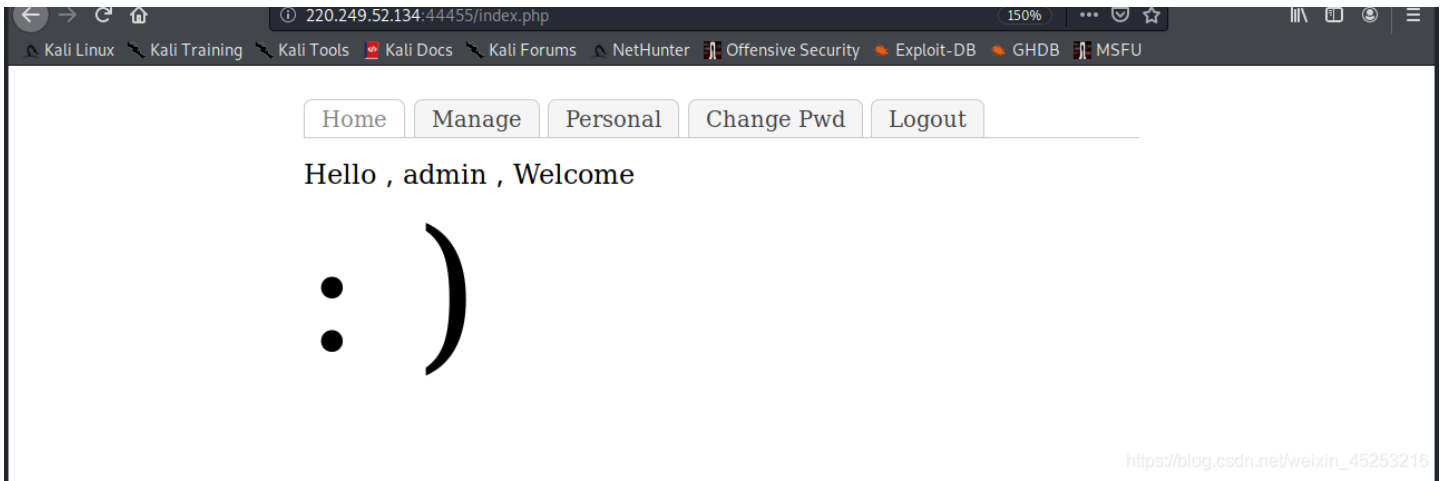 220.249.52.134:44455/index.php 150%
Kali Linux Kali Training Kali Tools Kali Docs Kali Forums NetHunter Offensive Security Exploit-DB GHDB MSFU
Home Manage Personal Change Pwd Logout
Hello , admin , Welcome
: )
https://blog.csdn.net/weixin_45253216